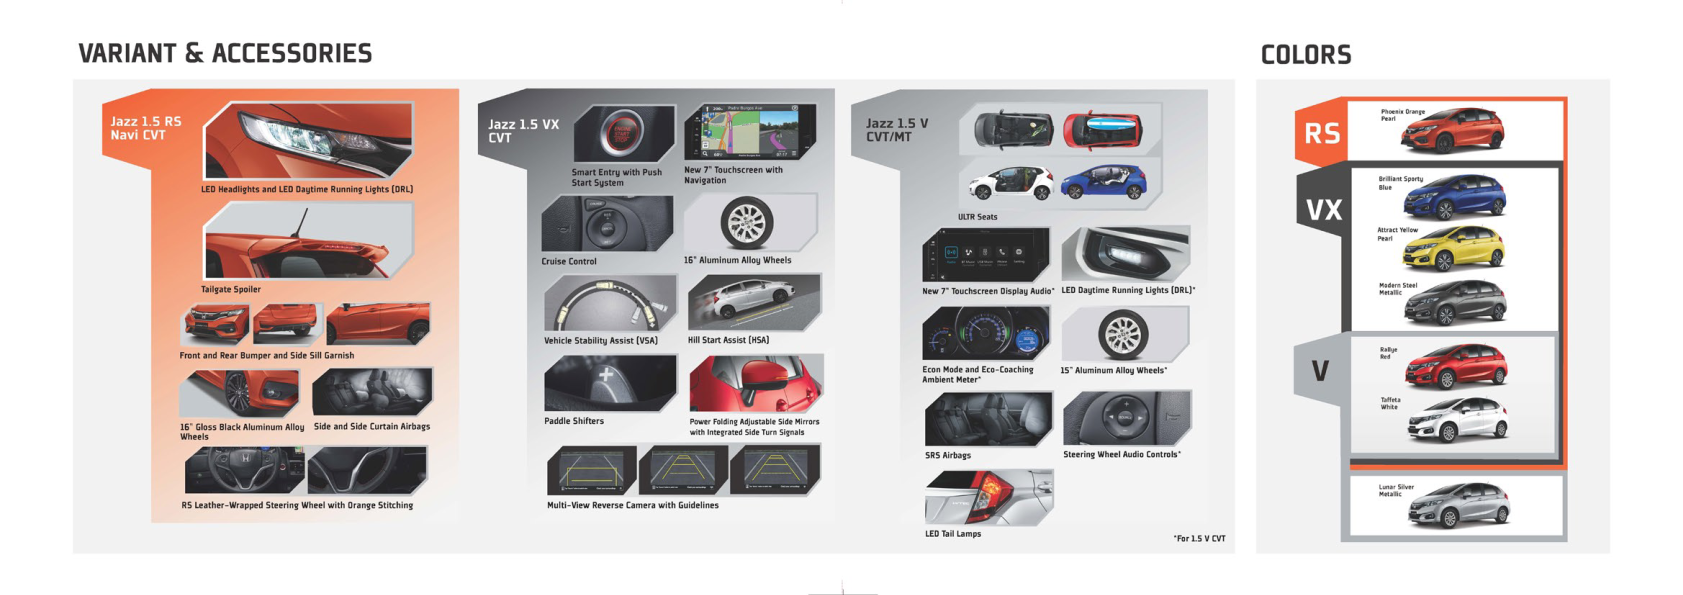 VARIANT & ACCESSORIES
Jazz 1.5 RS
Navi CVT
LED Headlights and LED Daytime Running Lights (DRL)
Tailgate Spoiler
Front and Rear Bumper and Side Sill Garnish
16" Gloss Black Aluminum Alloy
Wheels
Side and Side Curtain Airbags
RS Leather-Wrapped Steering Wheel with Orange Stitching
Jazz 1.5 VX
CVT
Smart Entry with Push
Start System
New 7" Touchscreen with
Navigation
Cruise Control
16" Aluminum Alloy Wheels
Vehicle Stability Assist (VSA)
Hill Start Assist (HSA)
Paddle Shifters
Power Folding Adjustable Side Mirrors
with Integrated Side Turn Signals
Multi-View Reverse Camera with Guidelines
Jazz 1.5 V
CVT/MT
ULTR Seats
New 7" Touchscreen Display Audio*
LED Daytime Running Lights (DRL)*
Econ Mode and Eco-Coaching
Ambient Meter*
15" Aluminum Alloy Wheels*
SRS Airbags
Steering Wheel Audio Controls*
LED Tail Lamps
*For 1.5 V CVT
COLORS
RS
Phoenix Orange
Pearl
VX
Brilliant Sporty
Blue
Attract Yellow
Pearl
Modern Steel
Metallic
V
Rallye
Red
Taffeta
White
Lunar Silver
Metallic